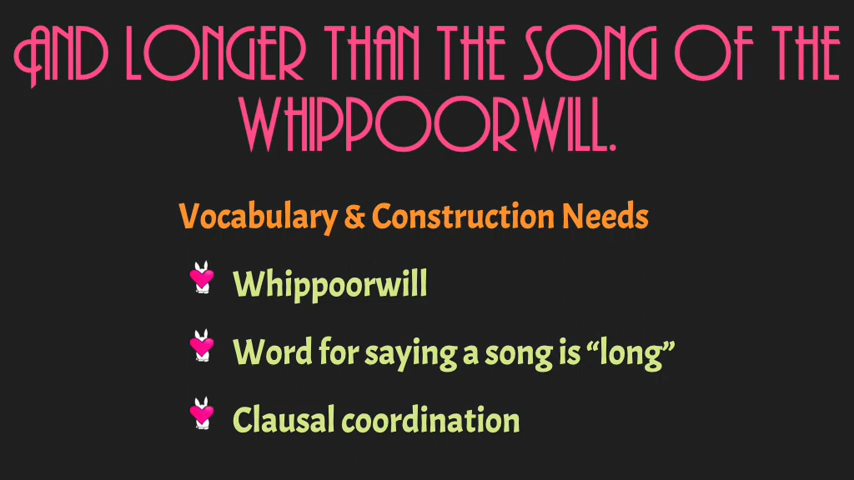 And longer than the song of the
whippoorwill.
Vocabulary & Construction Needs
Whippoorwill
Word for saying a song is “long”
Clausal coordination